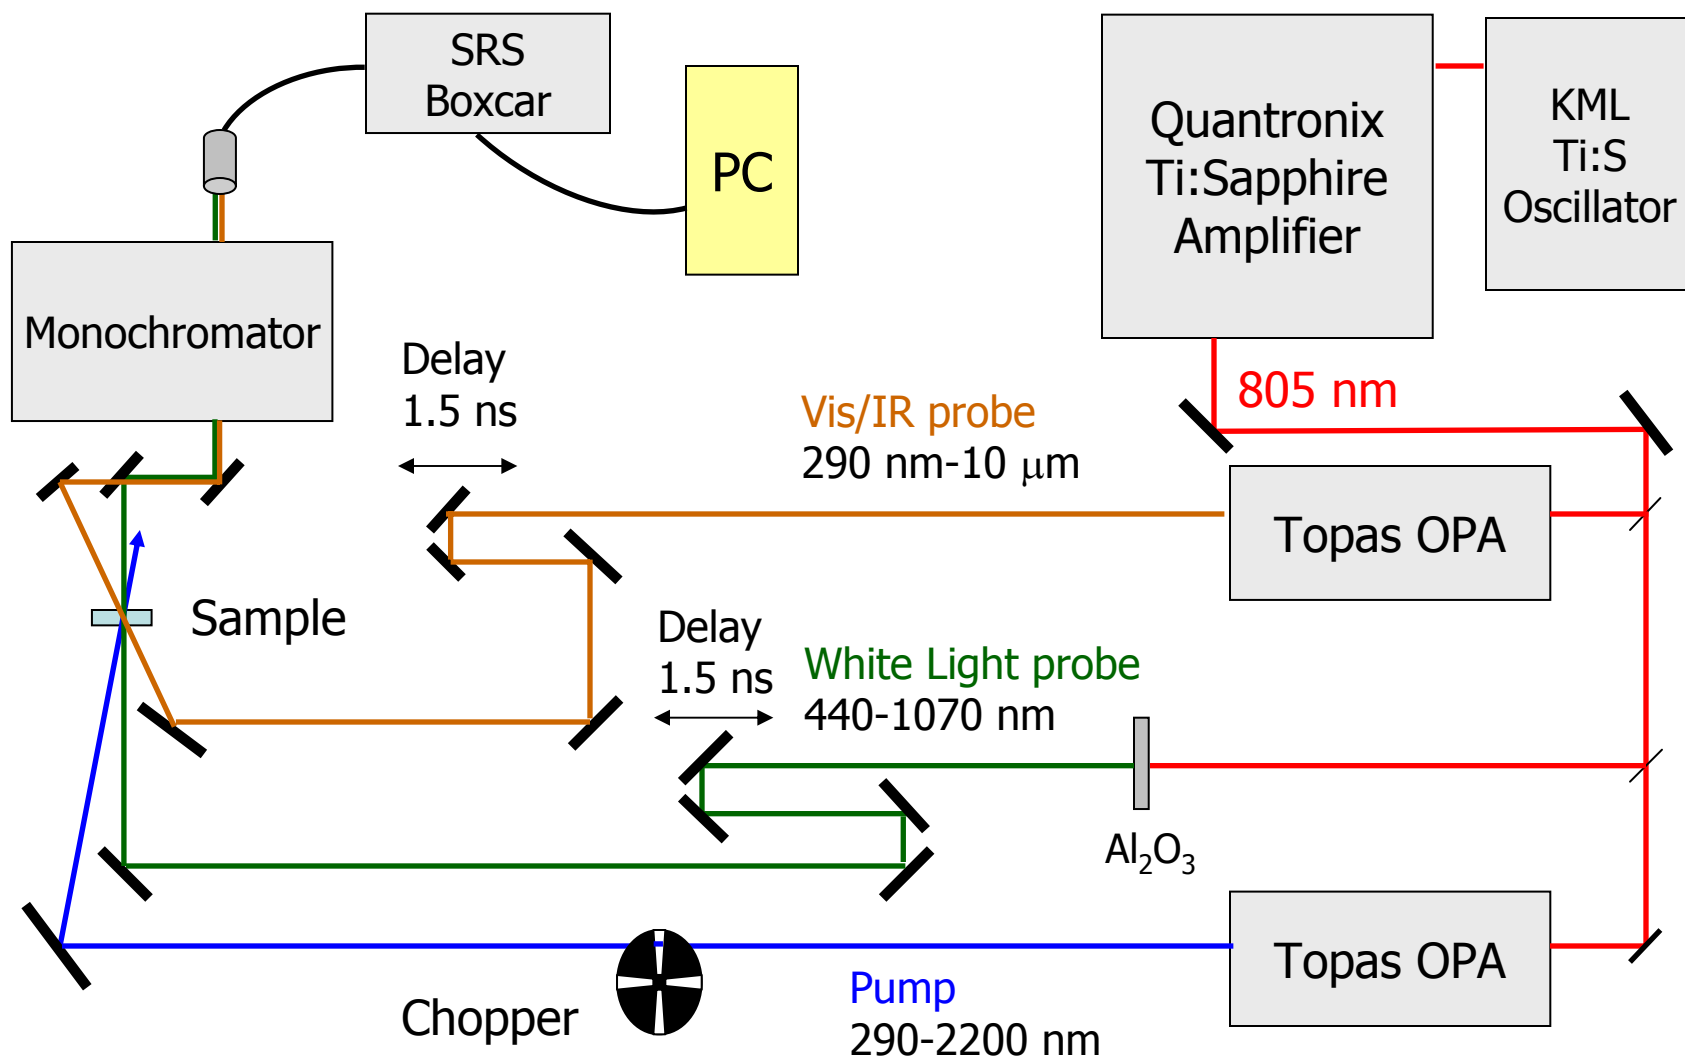 SRS
Boxcar
PC
Quantronix
Ti:Sapphire
Amplifier
KML
Ti:S
Oscillator
Monochromator
Delay
1.5 ns
Vis/IR probe
290 nm-10 μm
805 nm
Topas OPA
Sample
Delay
1.5 ns
White Light probe
440-1070 nm
Al₂O₃
Topas OPA
Chopper
Pump
290-2200 nm